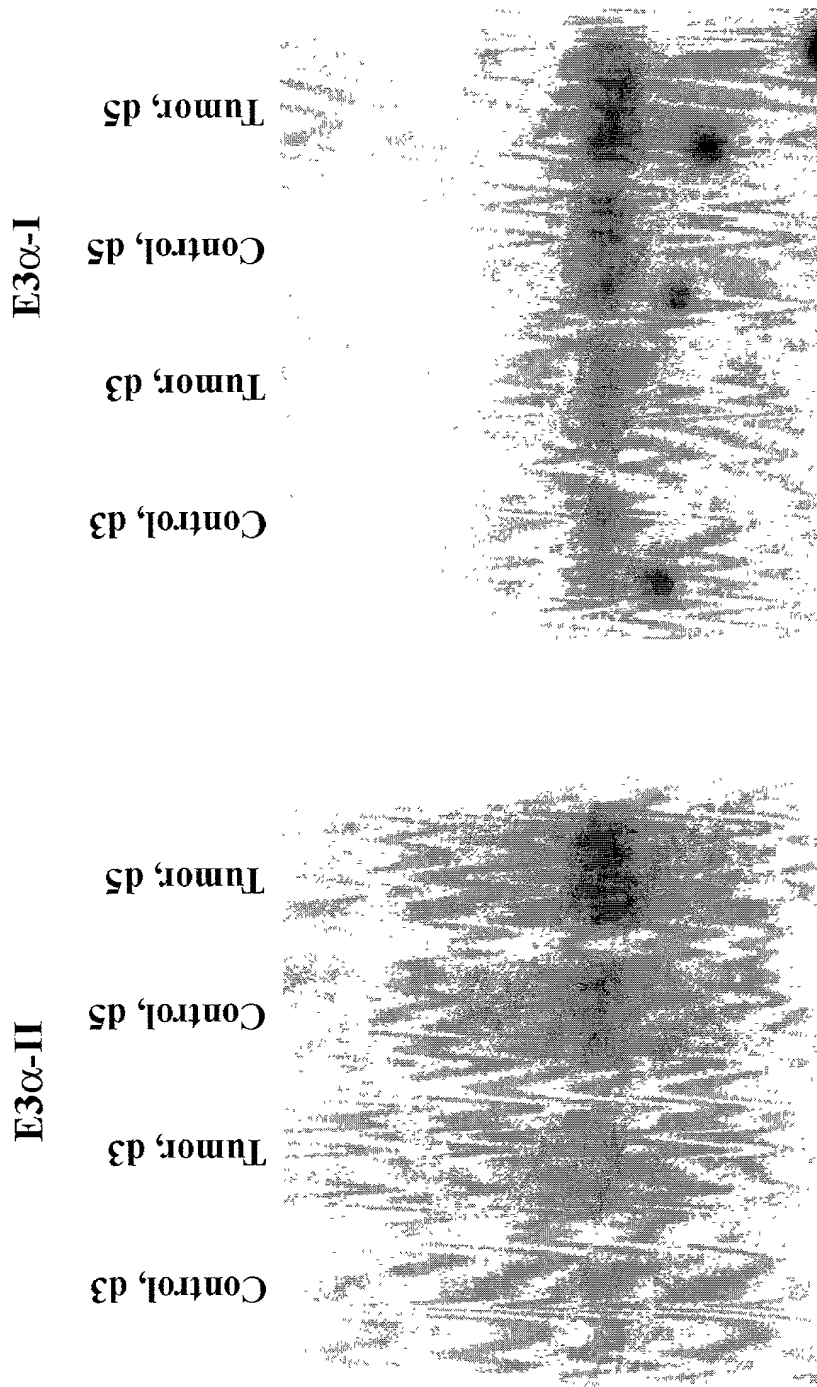 E3α-I
Tumor, d5
Control, d5
Tumor, d3
Control, d3
E3α-II
Tumor, d5
Control, d5
Tumor, d3
Control, d3